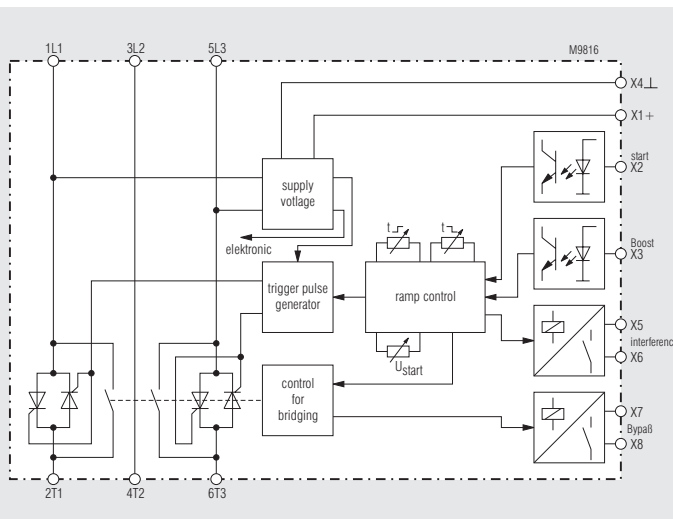 1L1 3L2 5L3 M9816
X4⊥
X1+
start
X2
supply
votlage
t t
Boost
X3
elektronic
trigger pulse
generator
ramp control
X5
interferenc
X6
Ustart
control
for
bridging
X7
Bypaß
X8
2T1 4T2 6T3